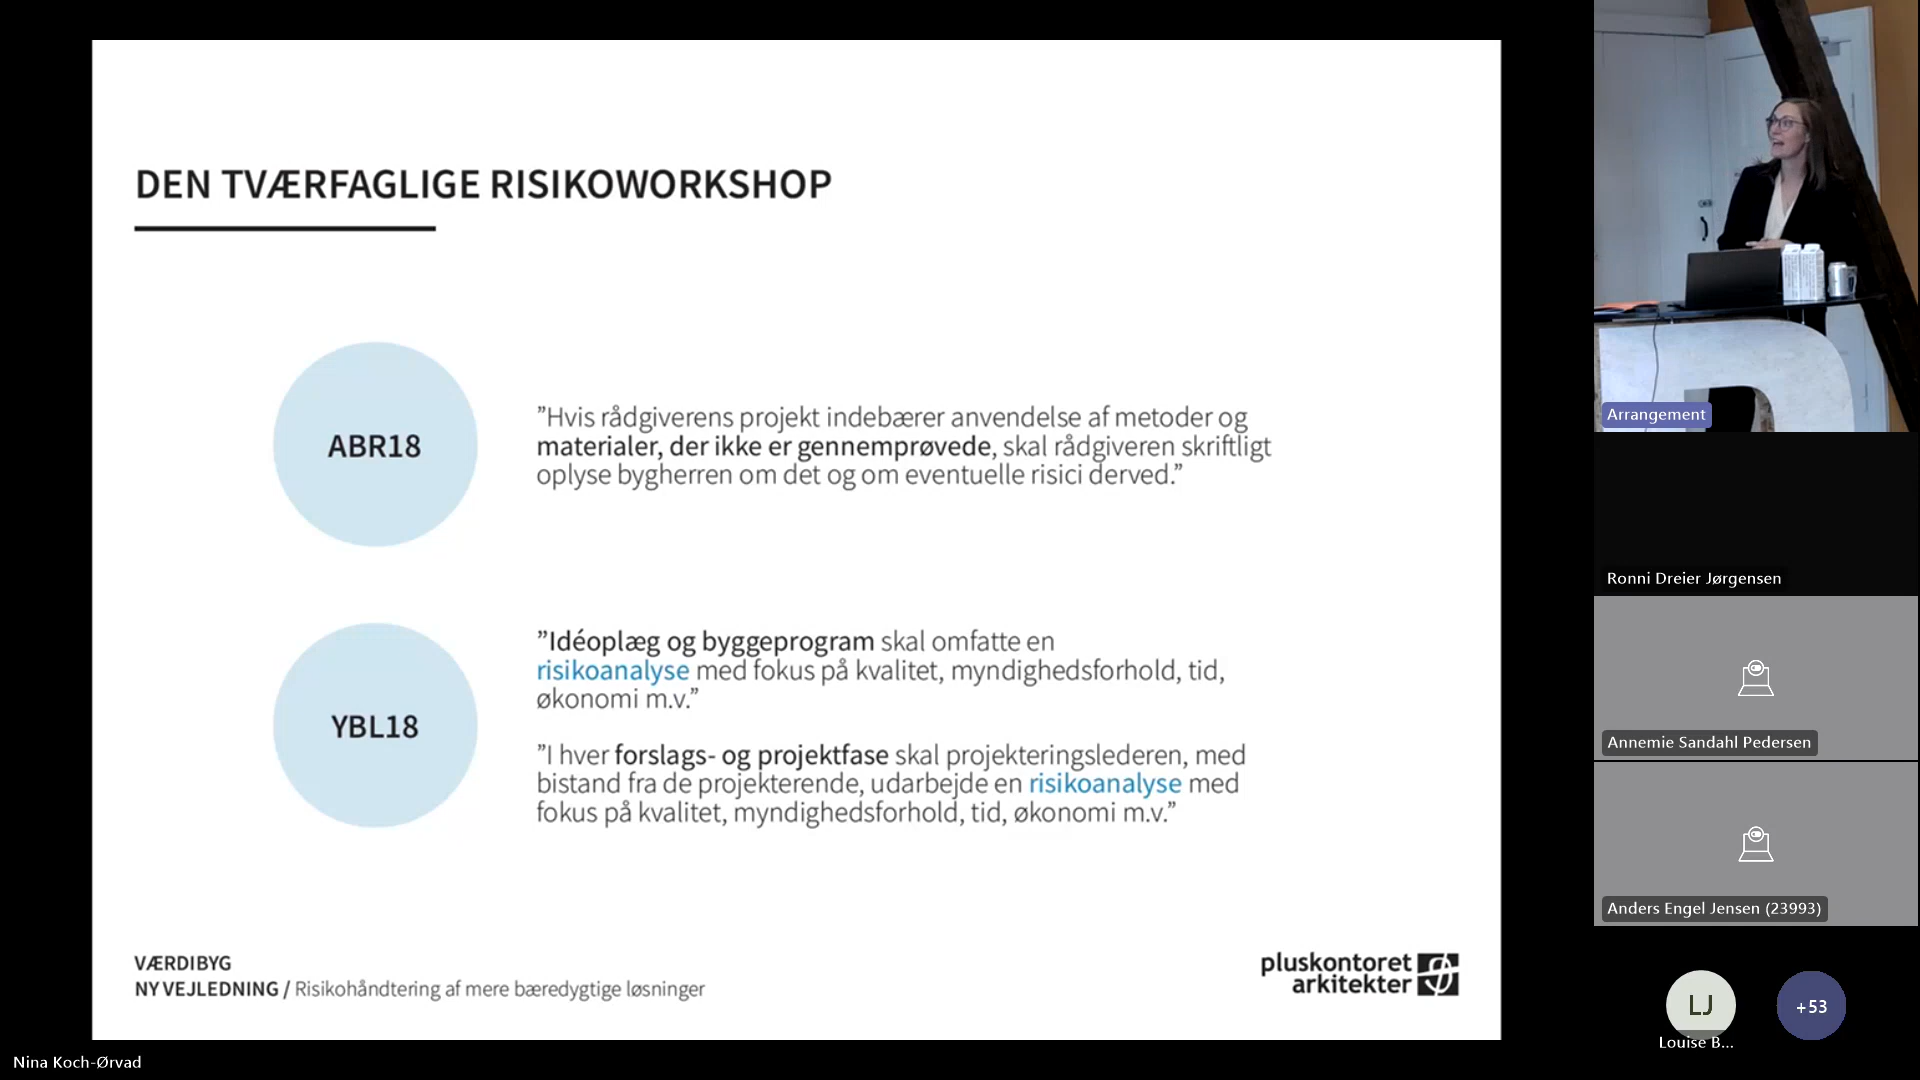 DEN TVÆRFAGLIGE RISIKOWORKSHOP
ABR18
”Hvis rådgiverens projekt indebærer anvendelse af metoder og
materialer, der ikke er gennemprøvede, skal rådgiveren skriftligt
oplyse bygherren om det og om eventuelle risici derved.”
YBL18
”Idéoplæg og byggeprogram skal omfatte en
risikoanalyse med fokus på kvalitet, myndighedsforhold, tid,
økonomi m.v.”
”I hver forslags- og projektfase skal projekteringslederen, med
bistand fra de projekterende, udarbejde en risikoanalyse med
fokus på kvalitet, myndighedsforhold, tid, økonomi m.v.”
VÆRDIBYG
NY VEJLEDNING / Risikohåndtering af mere bæredygtige løsninger
pluskontoret
arkitekter
Nina Koch-Ørvad
Arrangement
Ronni Dreier Jørgensen
Annemie Sandahl Pedersen
Anders Engel Jensen (23993)
LJ
+53
Louise B...